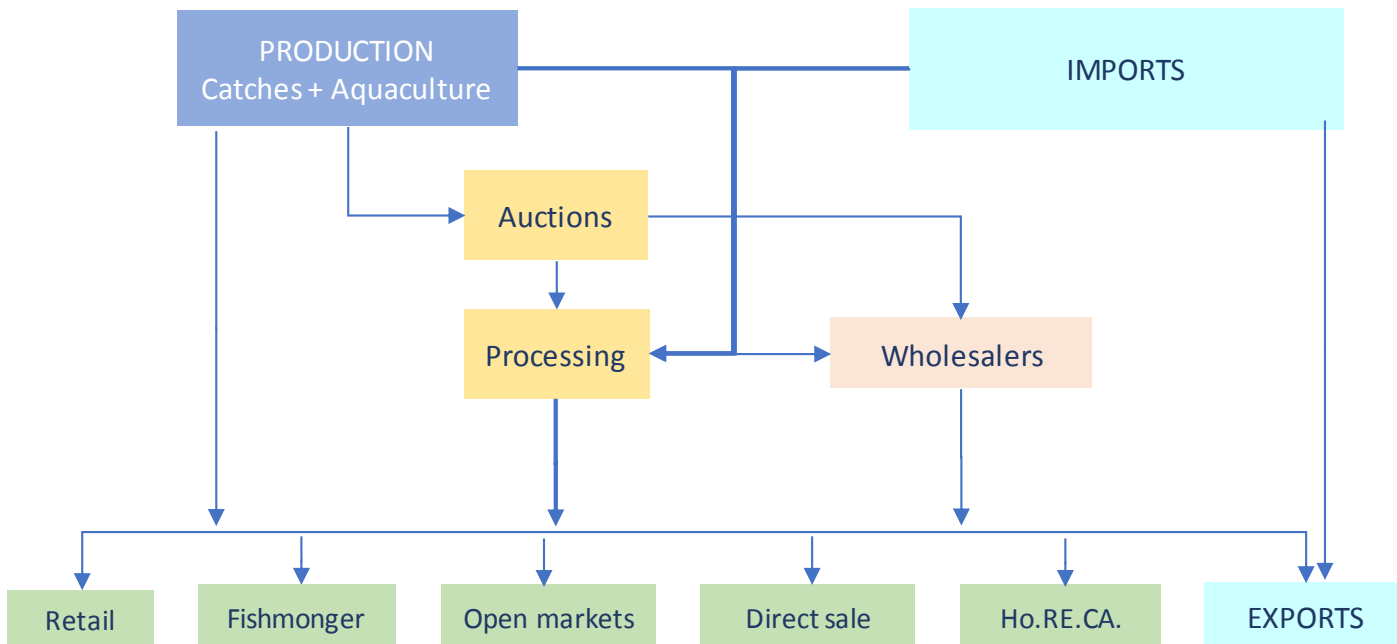 PRODUCTION
Catches + Aquaculture
IMPORTS
Auctions
Processing
Wholesalers
Retail
Fishmonger
Open markets
Direct sale
Ho.RE.CA.
EXPORTS